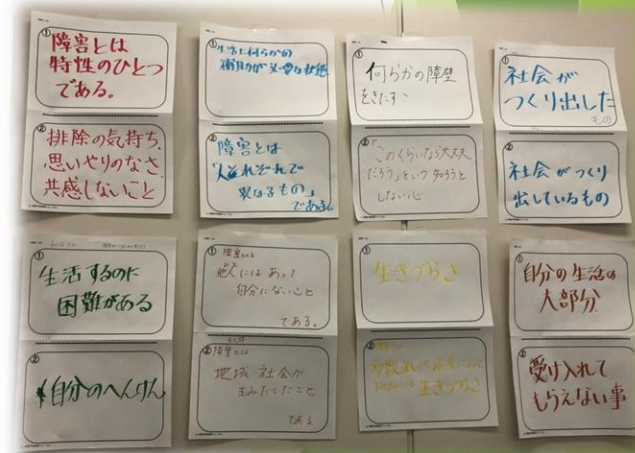 ①
障害とは
特性のひとつ
である。
②
排除の気持ち、
思いやりのなさ
共感しないこと
①
生活に何らかの
補助が必要な状態
②
障害とは
「人それぞれで
異なるもの」
である。
①
何らかの障壁
をきたす
②
「このくらいなら大丈夫
だろう」という 知ろうと
しない心
①
社会が
つくり出した
もの
②
社会がつくり
出しているもの
①
生活するのに
困難がある
②
自分のへんけん
①
障害とは
他人にはあって
自分にないこと
である。
②
障害とは
地域・社会が
生みだしたこと
である
①
生きづらさ
②
生きづらさ
①
自分の生活の
大部分
②
受け入れて
もらえない事